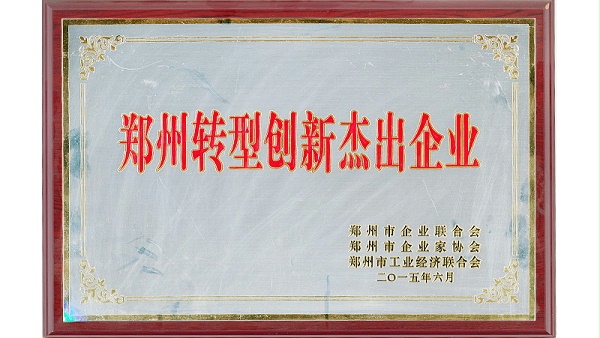 郑州转型创新杰出企业
郑州市企业联合会
郑州市企业家协会
郑州市工业经济联合会
二〇一五年六月